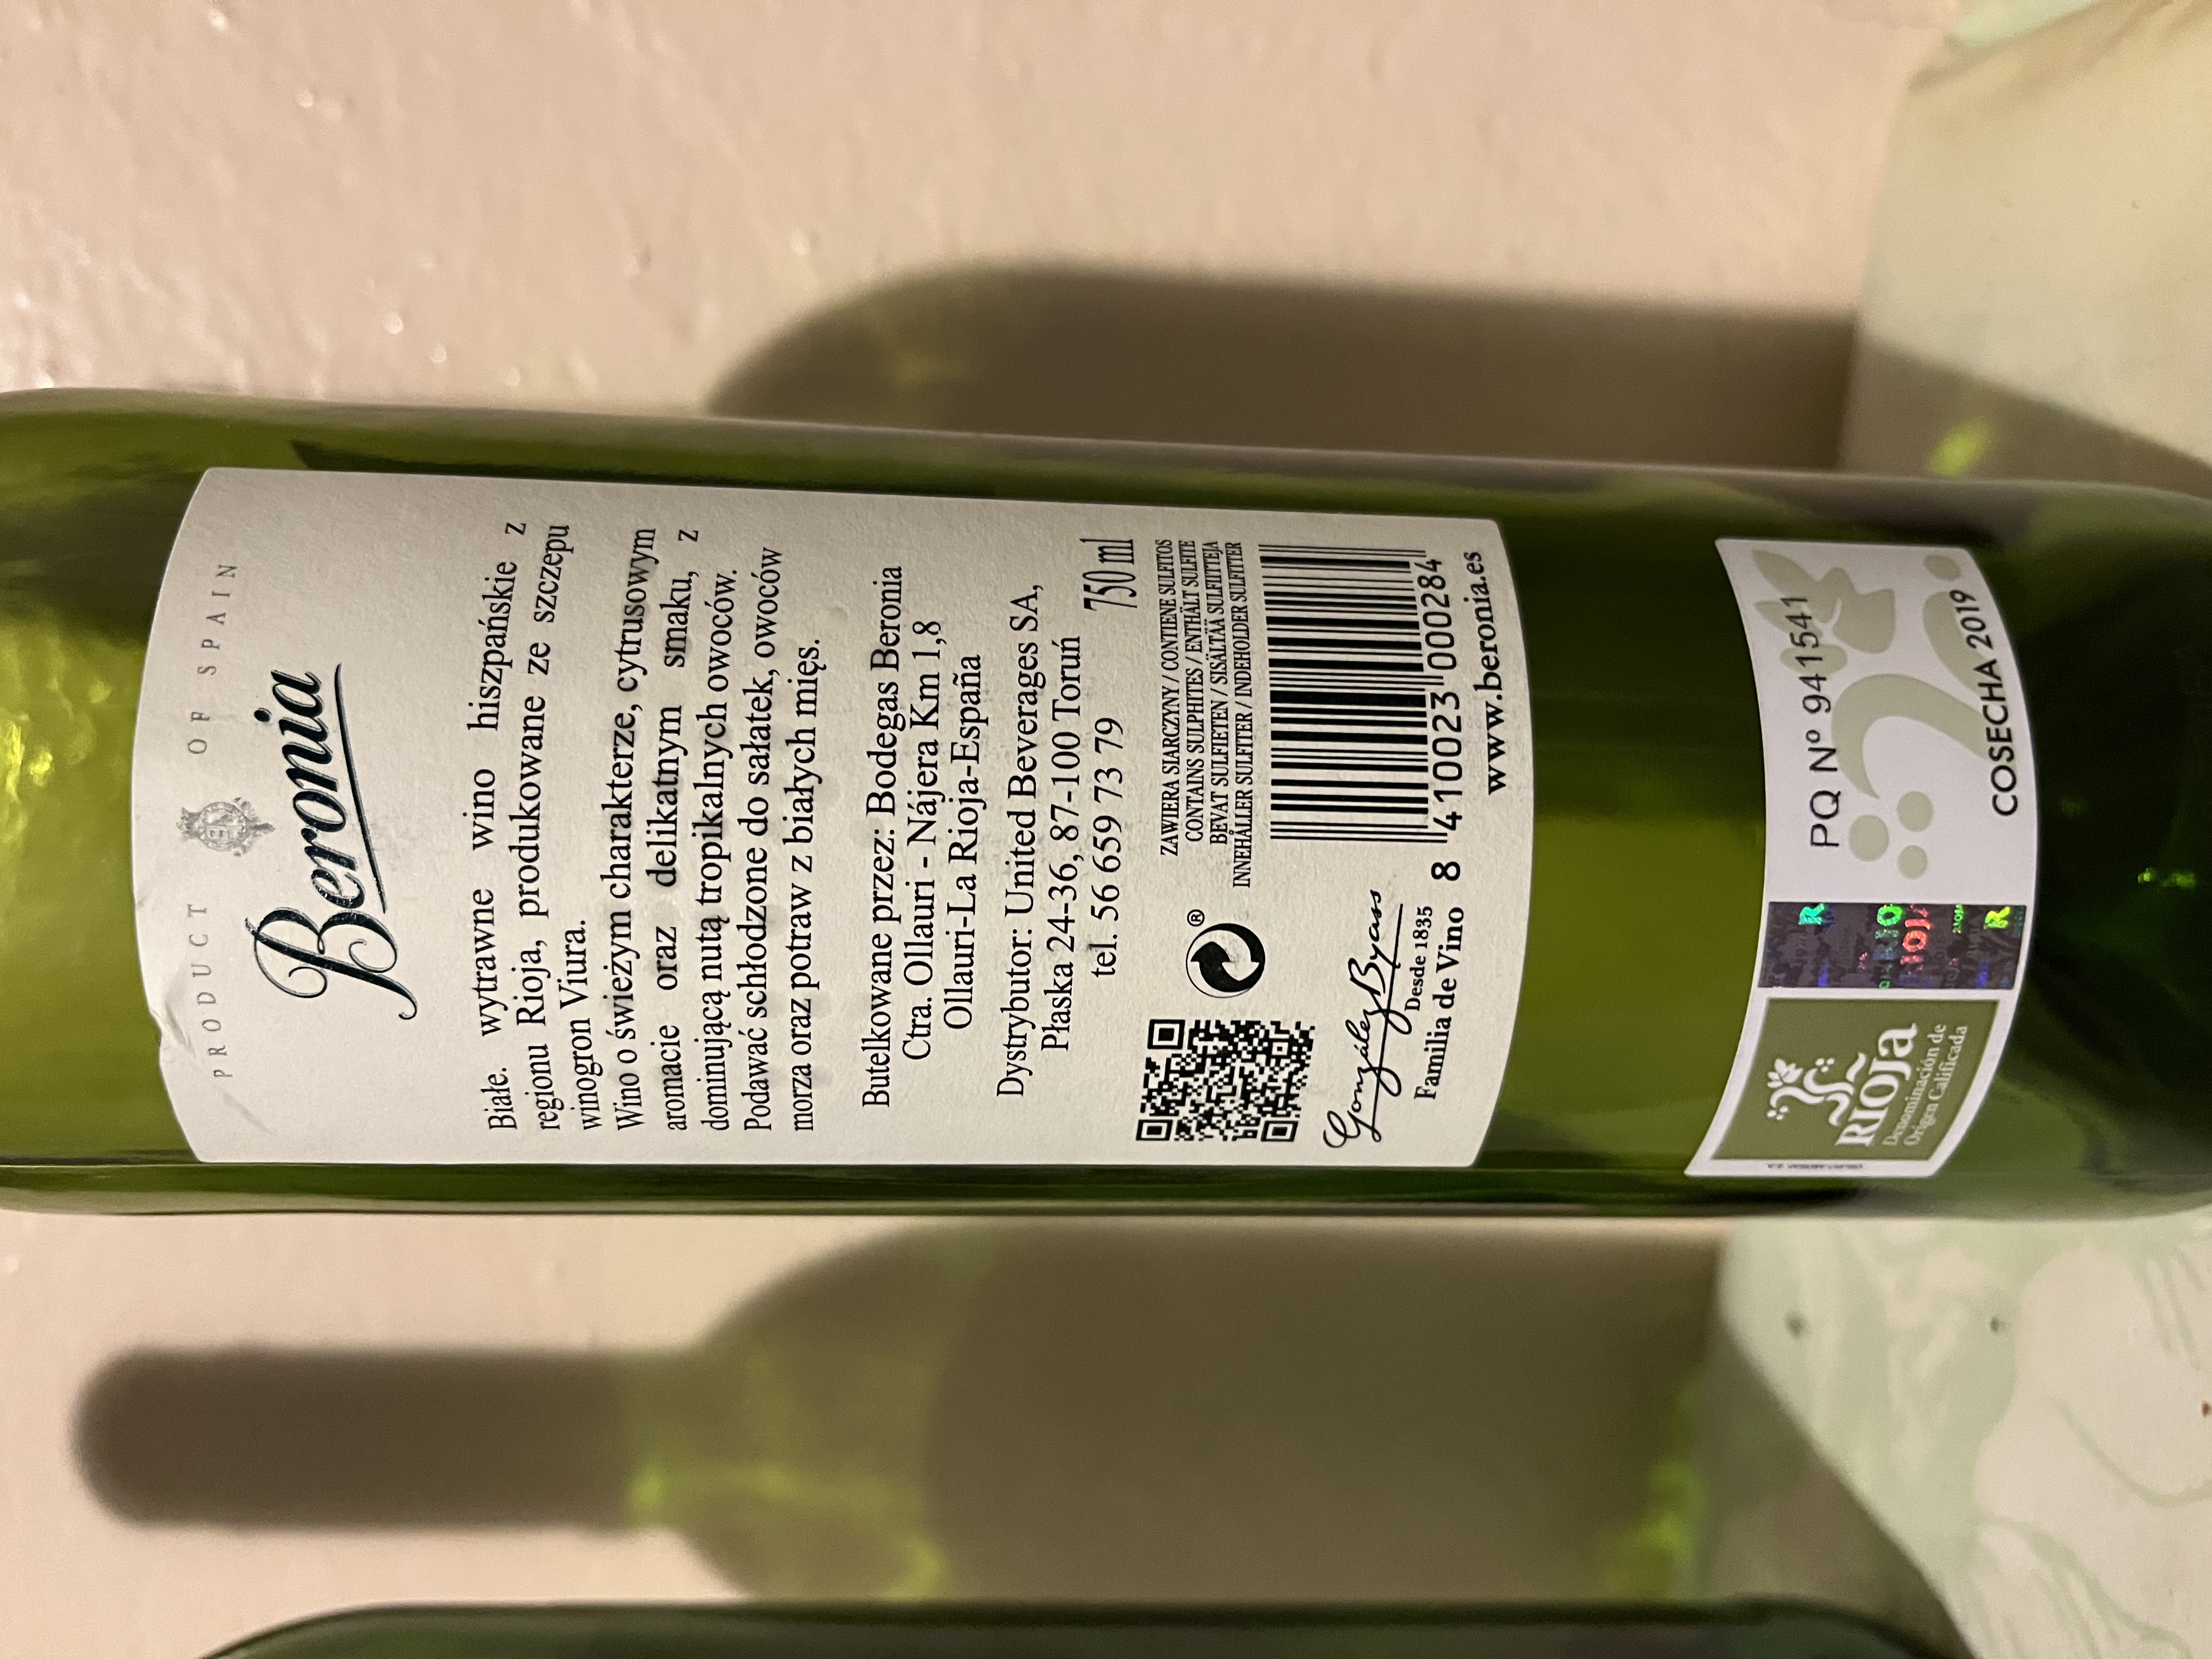 PRODUCT OF SPAIN
Beronia
Białe. wytrawne wino hiszpańskie z
regionu Rioja, produkowane ze szczepu
winogron Viura.
Wino o świeżym charakterze, cytrusowym
aromacie oraz delikatnym smaku, z
dominującą nutą tropikalnych owoców.
Podawać schłodzone do sałatek, owoców
morza oraz potraw z białych mięs.
Butelkowane przez: Bodegas Beronia
Ctra. Ollauri - Nájera Km 1,8
Ollauri-La Rioja-España
Dystrybutor: United Beverages SA,
Płaska 24-36, 87-100 Toruń
tel. 56 659 73 79
750 ml
ZAWIERA SIARCZYNY / CONTIENE SULFITOS
CONTAINS SULPHITES / ENTHÄLT SULFITE
BEVAT SULFIETEN / SISÄLTÄÄ SULFIITTEJA
INNEHÅLLER SULFITER / INDEHOLDER SULFITTER
®
González Byass
Desde 1835
Familia de Vino
8 410023 000284
www.beronia.es
RIOJA
Denominación de
Origen Calificada
PQ Nº 941541
COSECHA 2019